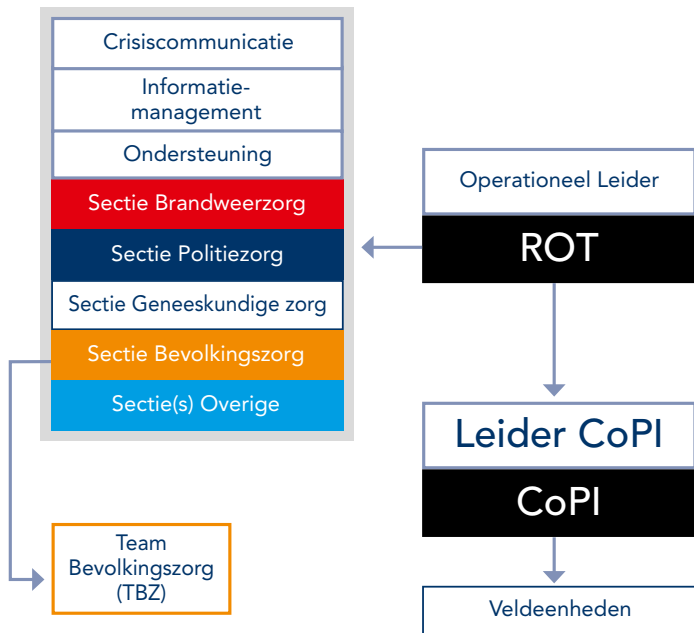 Crisiscommunicatie
Informatie-
management
Ondersteuning
Sectie Brandweerzorg
Sectie Politiezorg
Sectie Geneeskundige zorg
Sectie Bevolkingszorg
Sectie(s) Overige
Team
Bevolkingszorg
(TBZ)
Operationeel Leider
ROT
Leider CoPI
CoPI
Veldeenheden